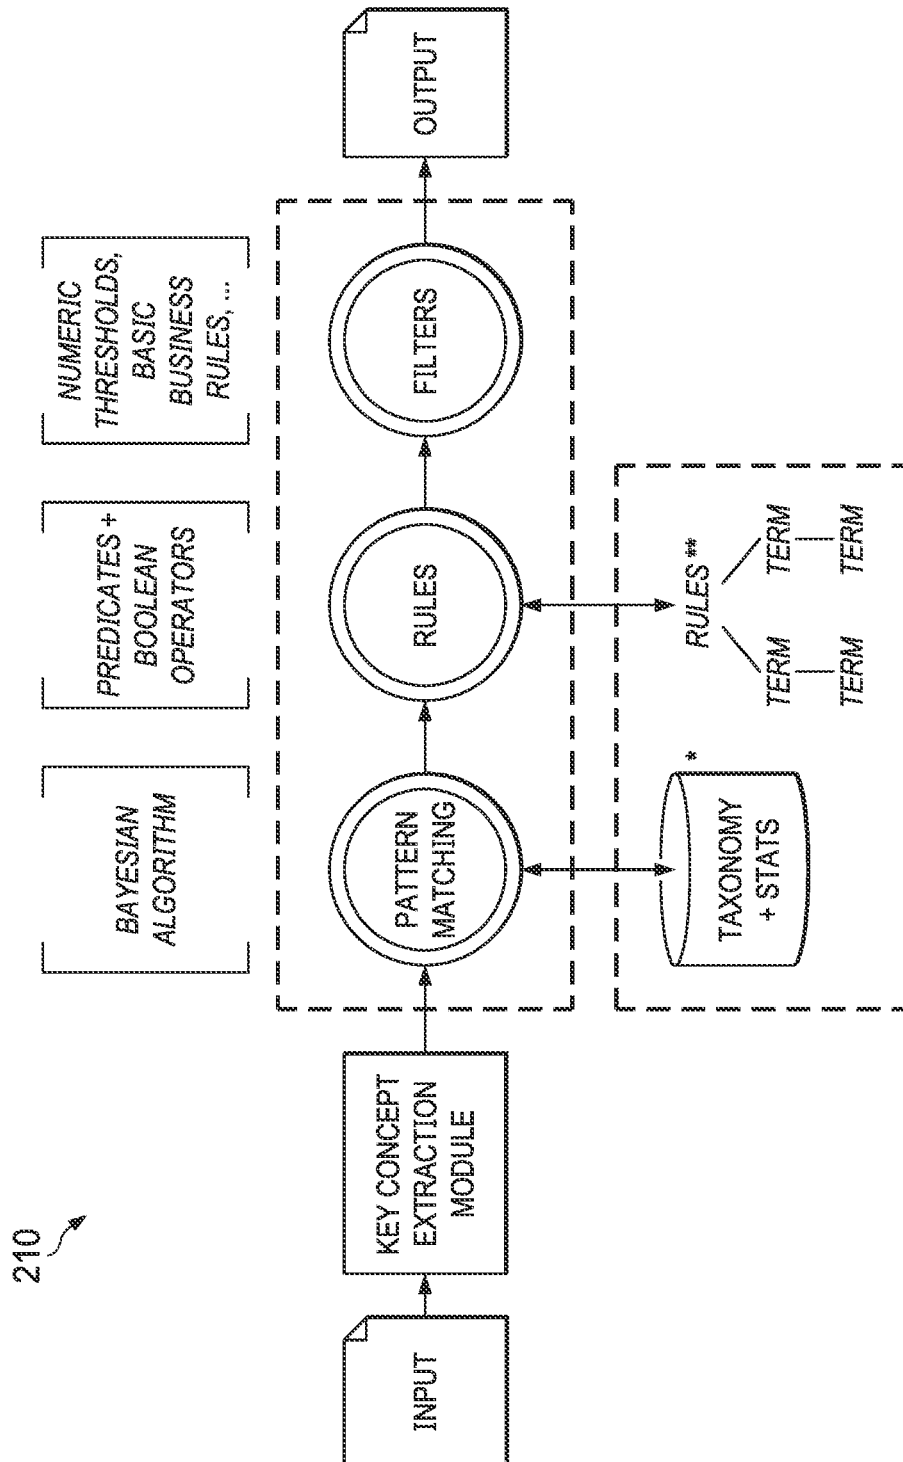 210
BAYESIAN
ALGORITHM
PREDICATES +
BOOLEAN
OPERATORS
NUMERIC
THRESHOLDS,
BASIC
BUSINESS
RULES, ...
INPUT
KEY CONCEPT
EXTRACTION
MODULE
PATTERN
MATCHING
RULES
FILTERS
OUTPUT
*
TAXONOMY
+ STATS
RULES**
TERM
TERM
TERM
TERM